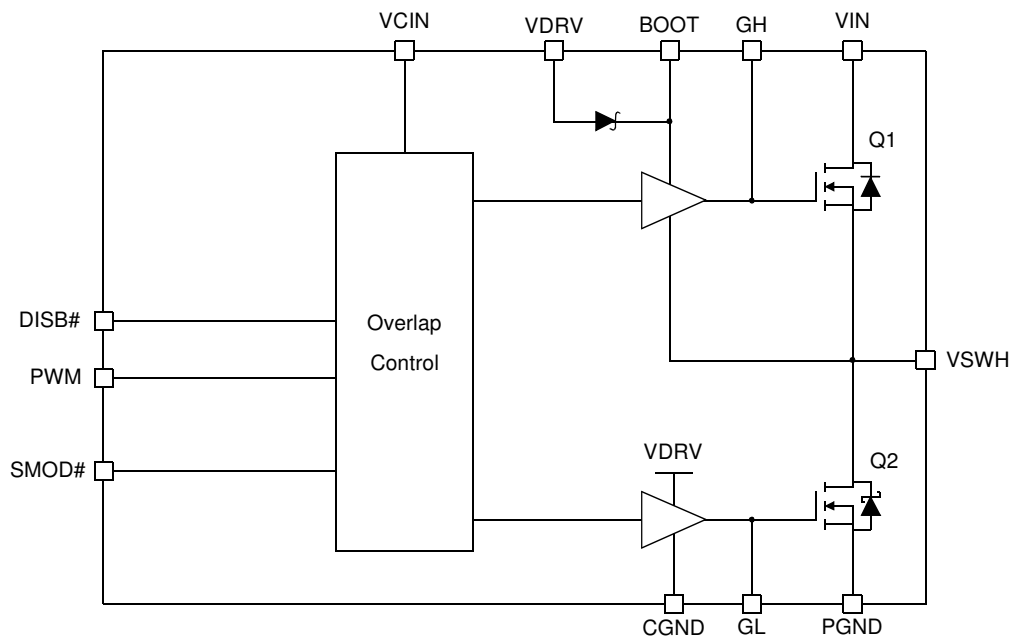 VCIN
VDRV
BOOT
GH
VIN
Q1
DISB#
PWM
SMOD#
Overlap
Control
VSWH
VDRV
Q2
CGND
GL
PGND